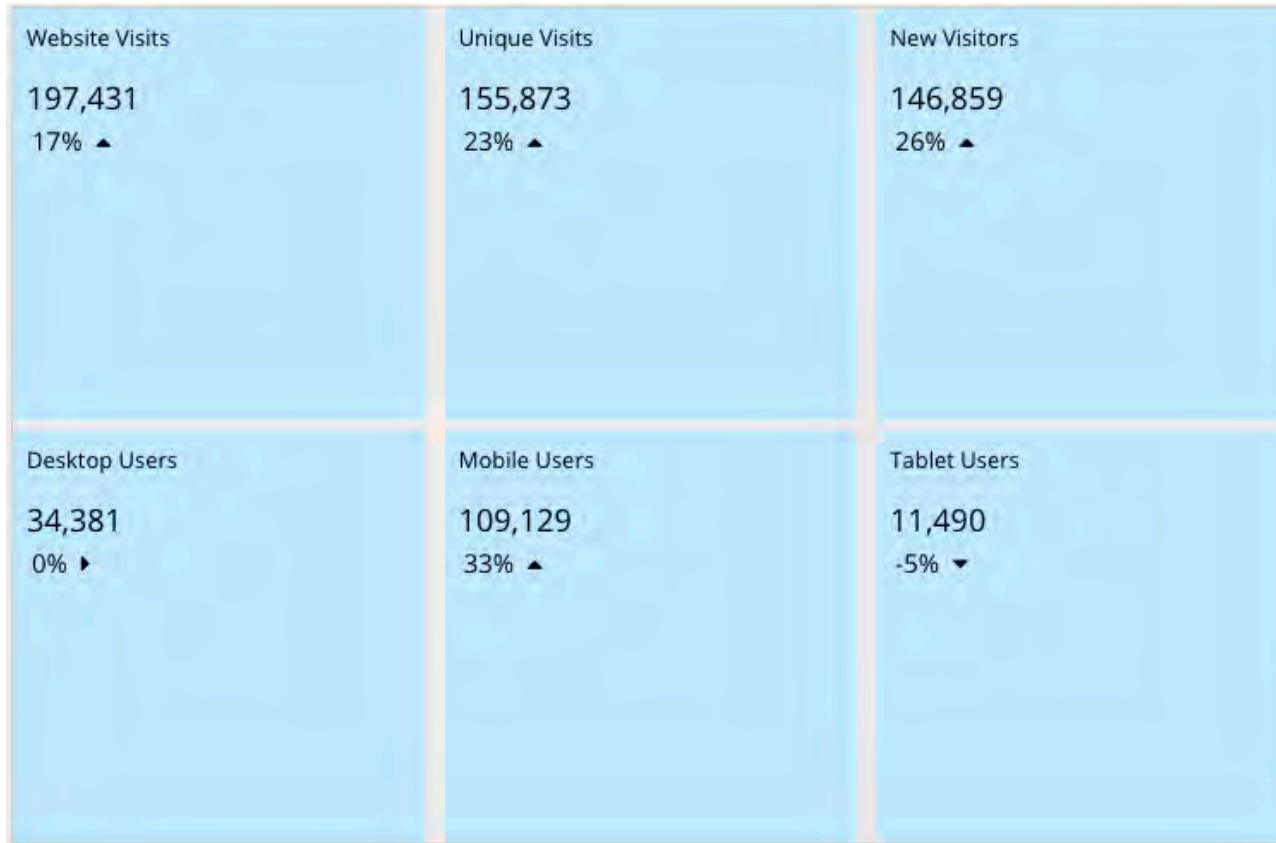 Website Visits
197,431
17% ▲
Unique Visits
155,873
23% ▲
New Visitors
146,859
26% ▲
Desktop Users
34,381
0% ▶
Mobile Users
109,129
33% ▲
Tablet Users
11,490
-5% ▼